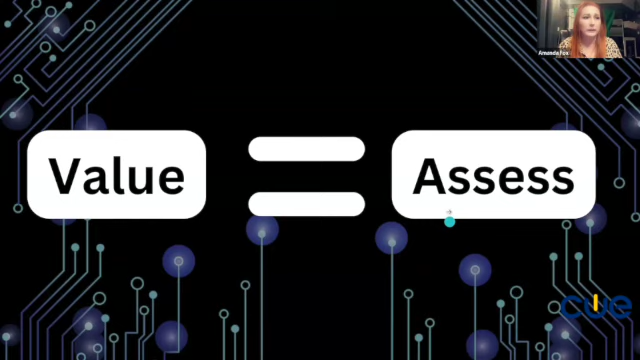 Amanda Fox
Value = Assess
cue